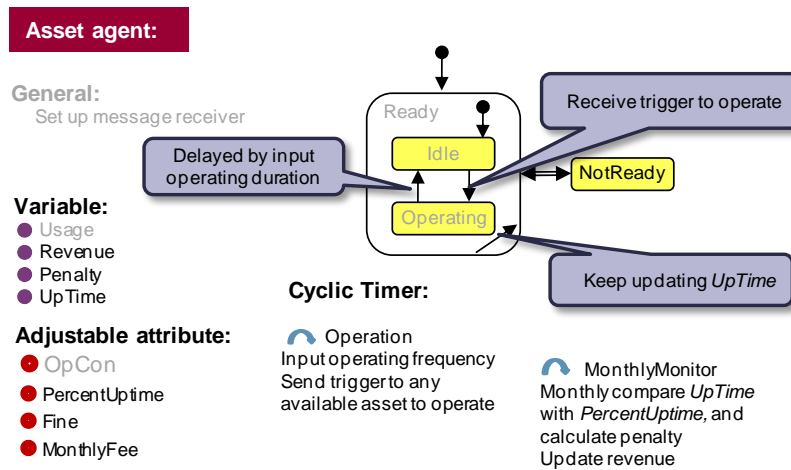 Asset agent:
General:
Set up message receiver
Ready
Receive trigger to operate
Delayed by input
operating duration
Idle
NotReady
Operating
Variable:
Usage
Revenue
Penalty
UpTime
Keep updating UpTime
Cyclic Timer:
Adjustable attribute:
OpCon
PercentUptime
Fine
MonthlyFee
Operation
Input operating frequency
Send trigger to any
available asset to operate
MonthlyMonitor
Monthly compare UpTime
with PercentUptime, and
calculate penalty
Update revenue